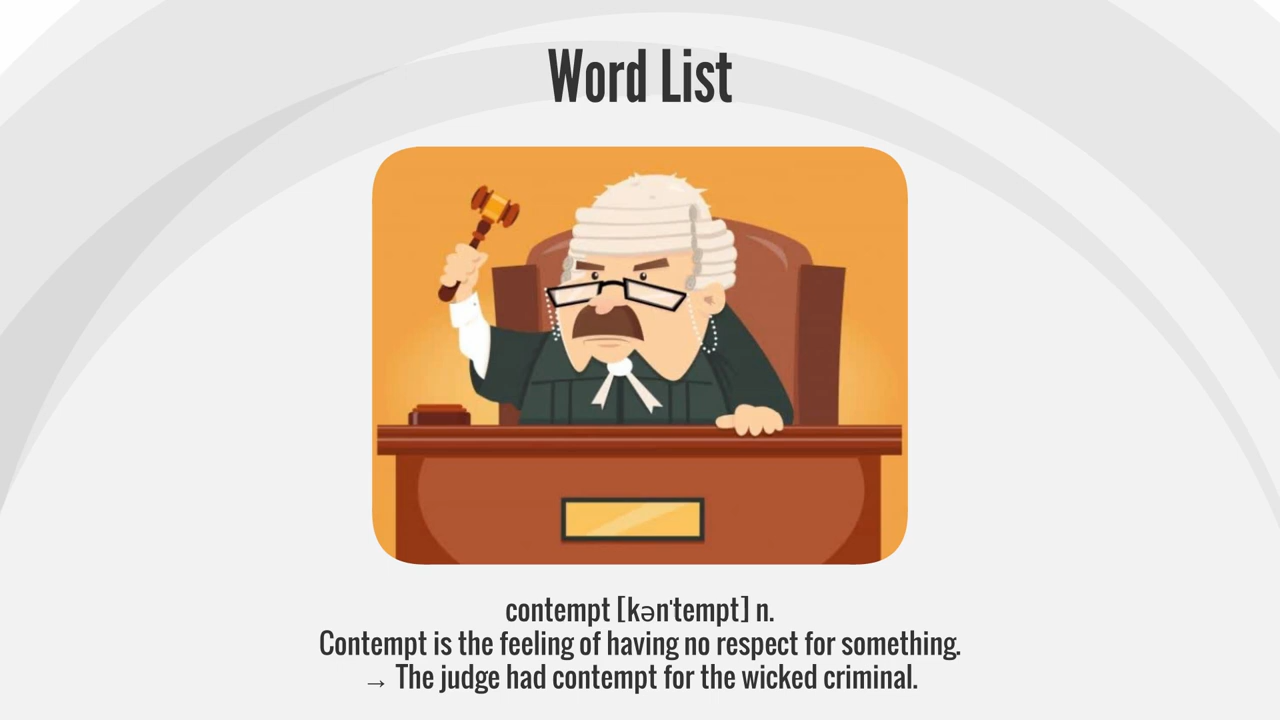 Word List
contempt [kən'tempt] n.
Contempt is the feeling of having no respect for something.
→ The judge had contempt for the wicked criminal.